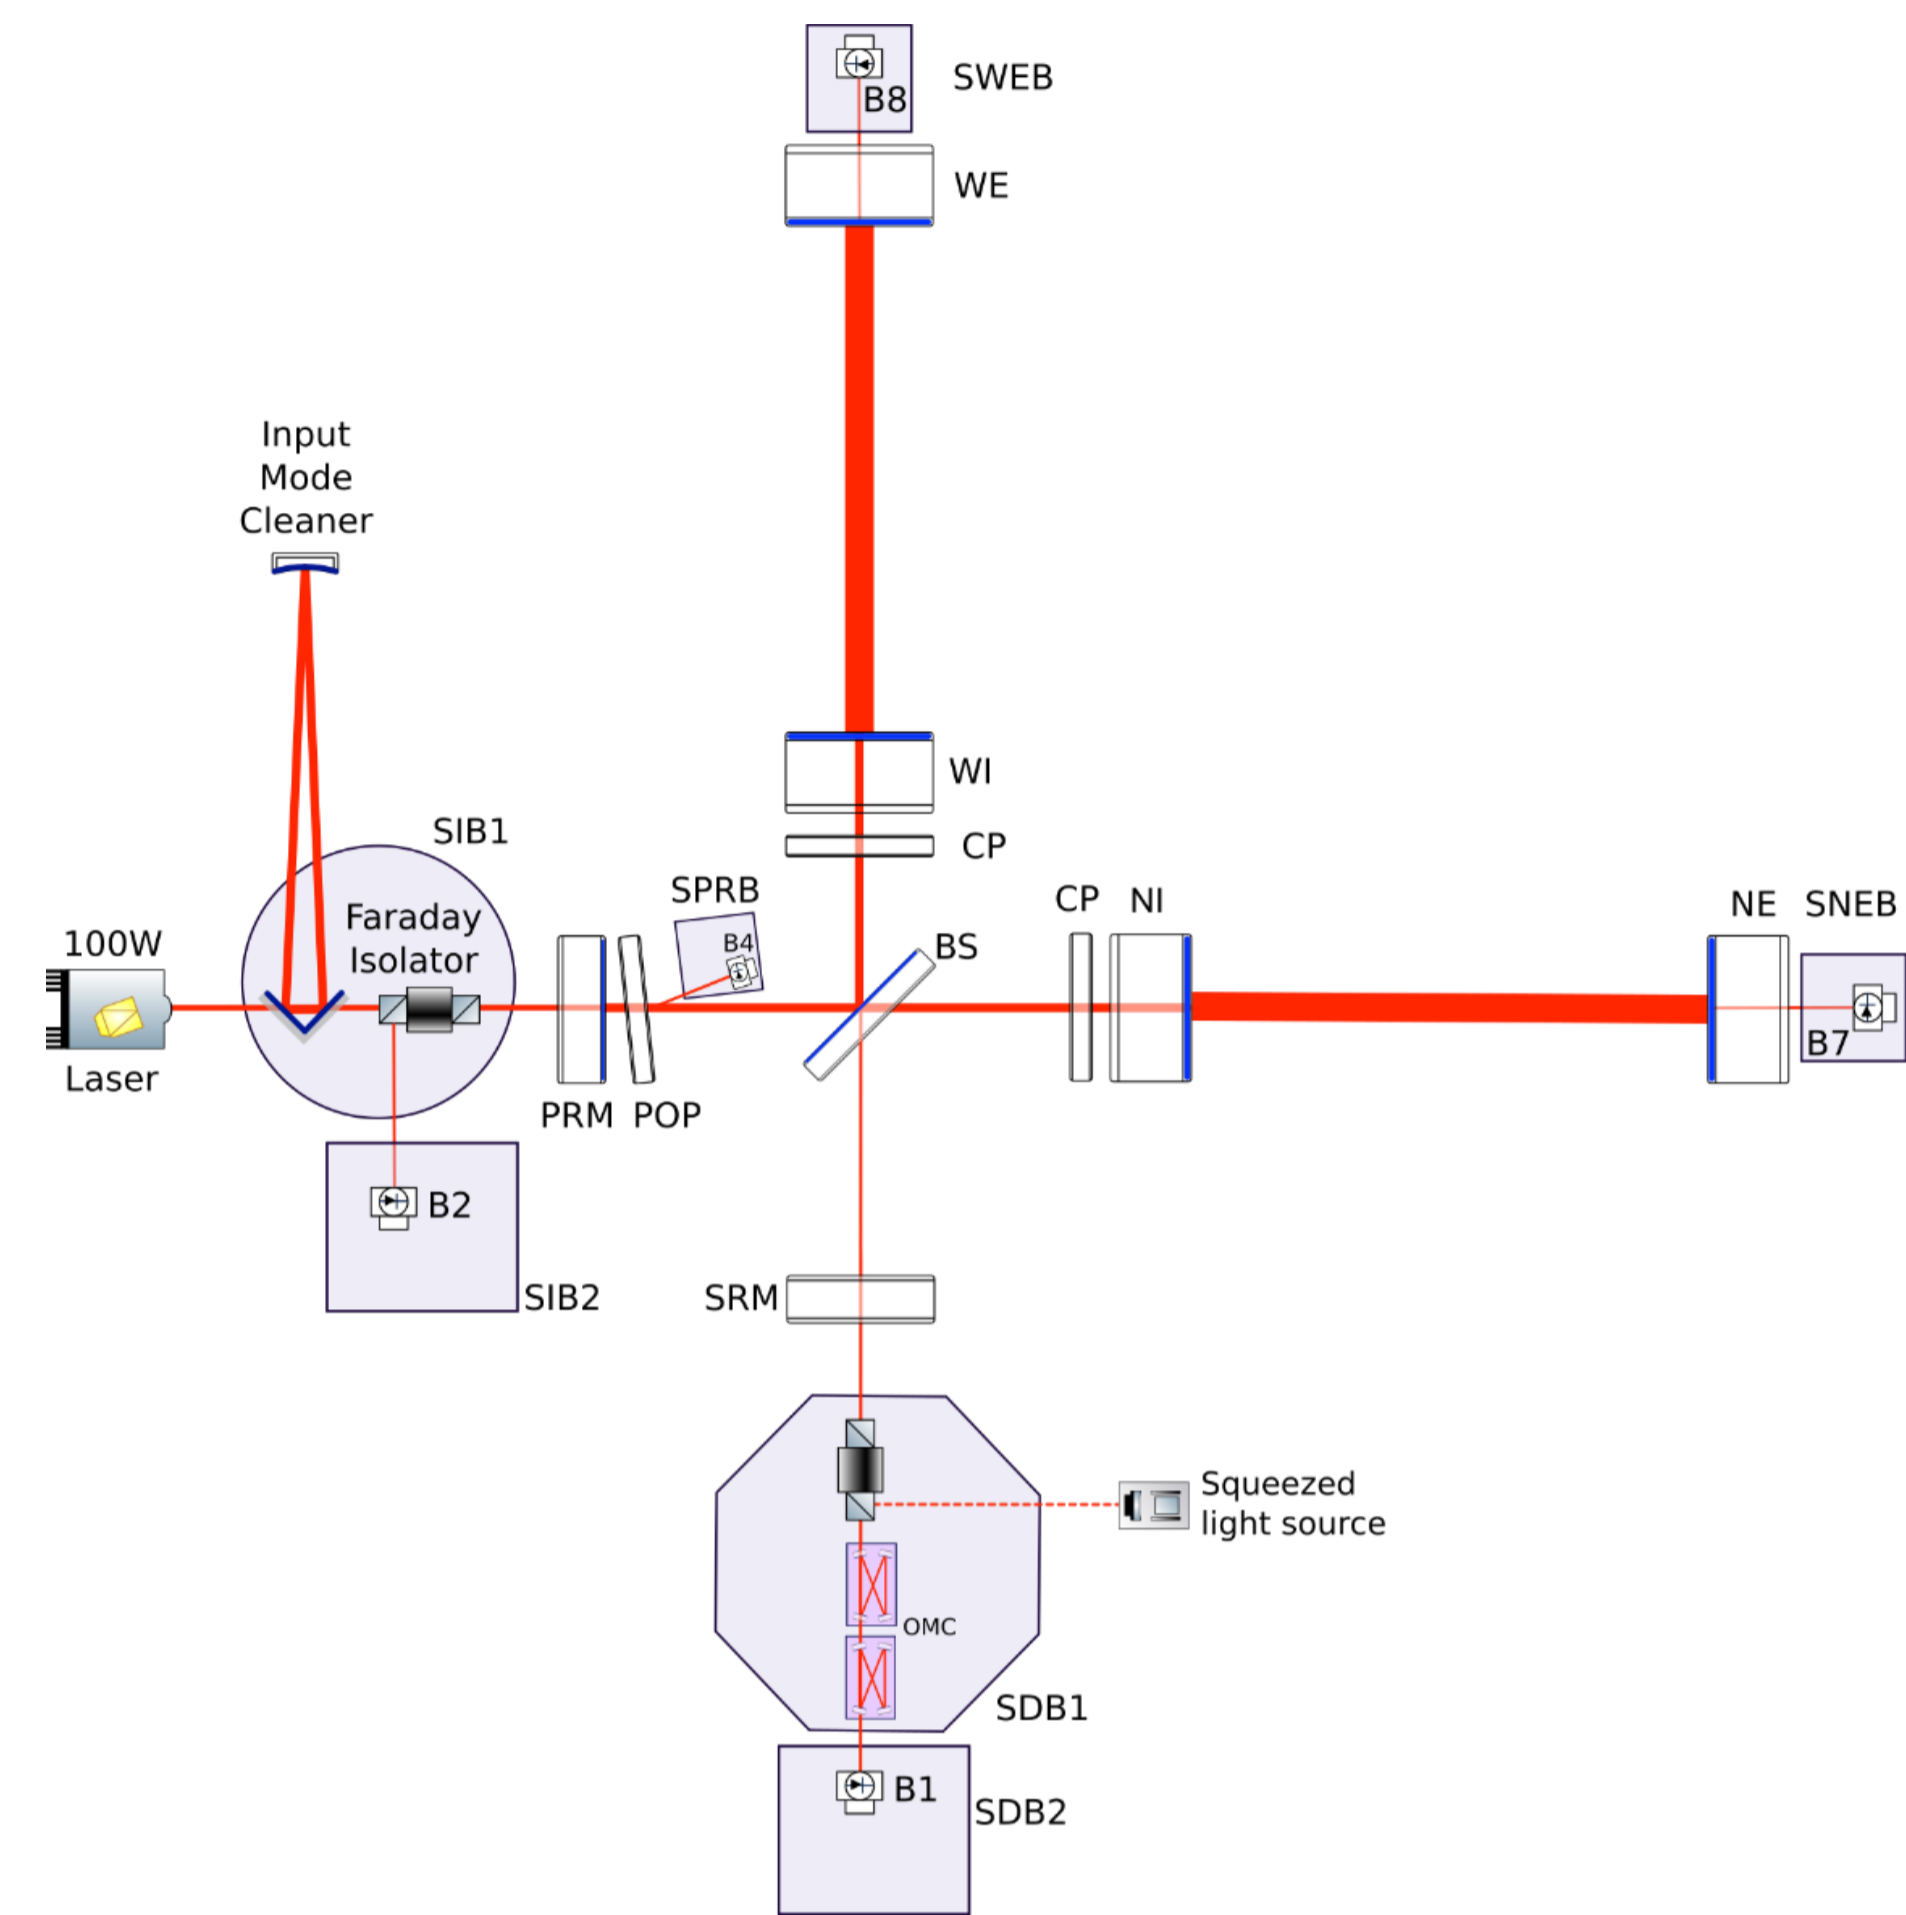 B8
SWEB
WE
Input
Mode
Cleaner
WI
SIB1
CP
SPRB
CP
NI
NE
SNEB
Faraday
Isolator
100W
B4
BS
B7
Laser
PRM
POP
B2
SIB2
SRM
Squeezed
light source
OMC
SDB1
B1
SDB2